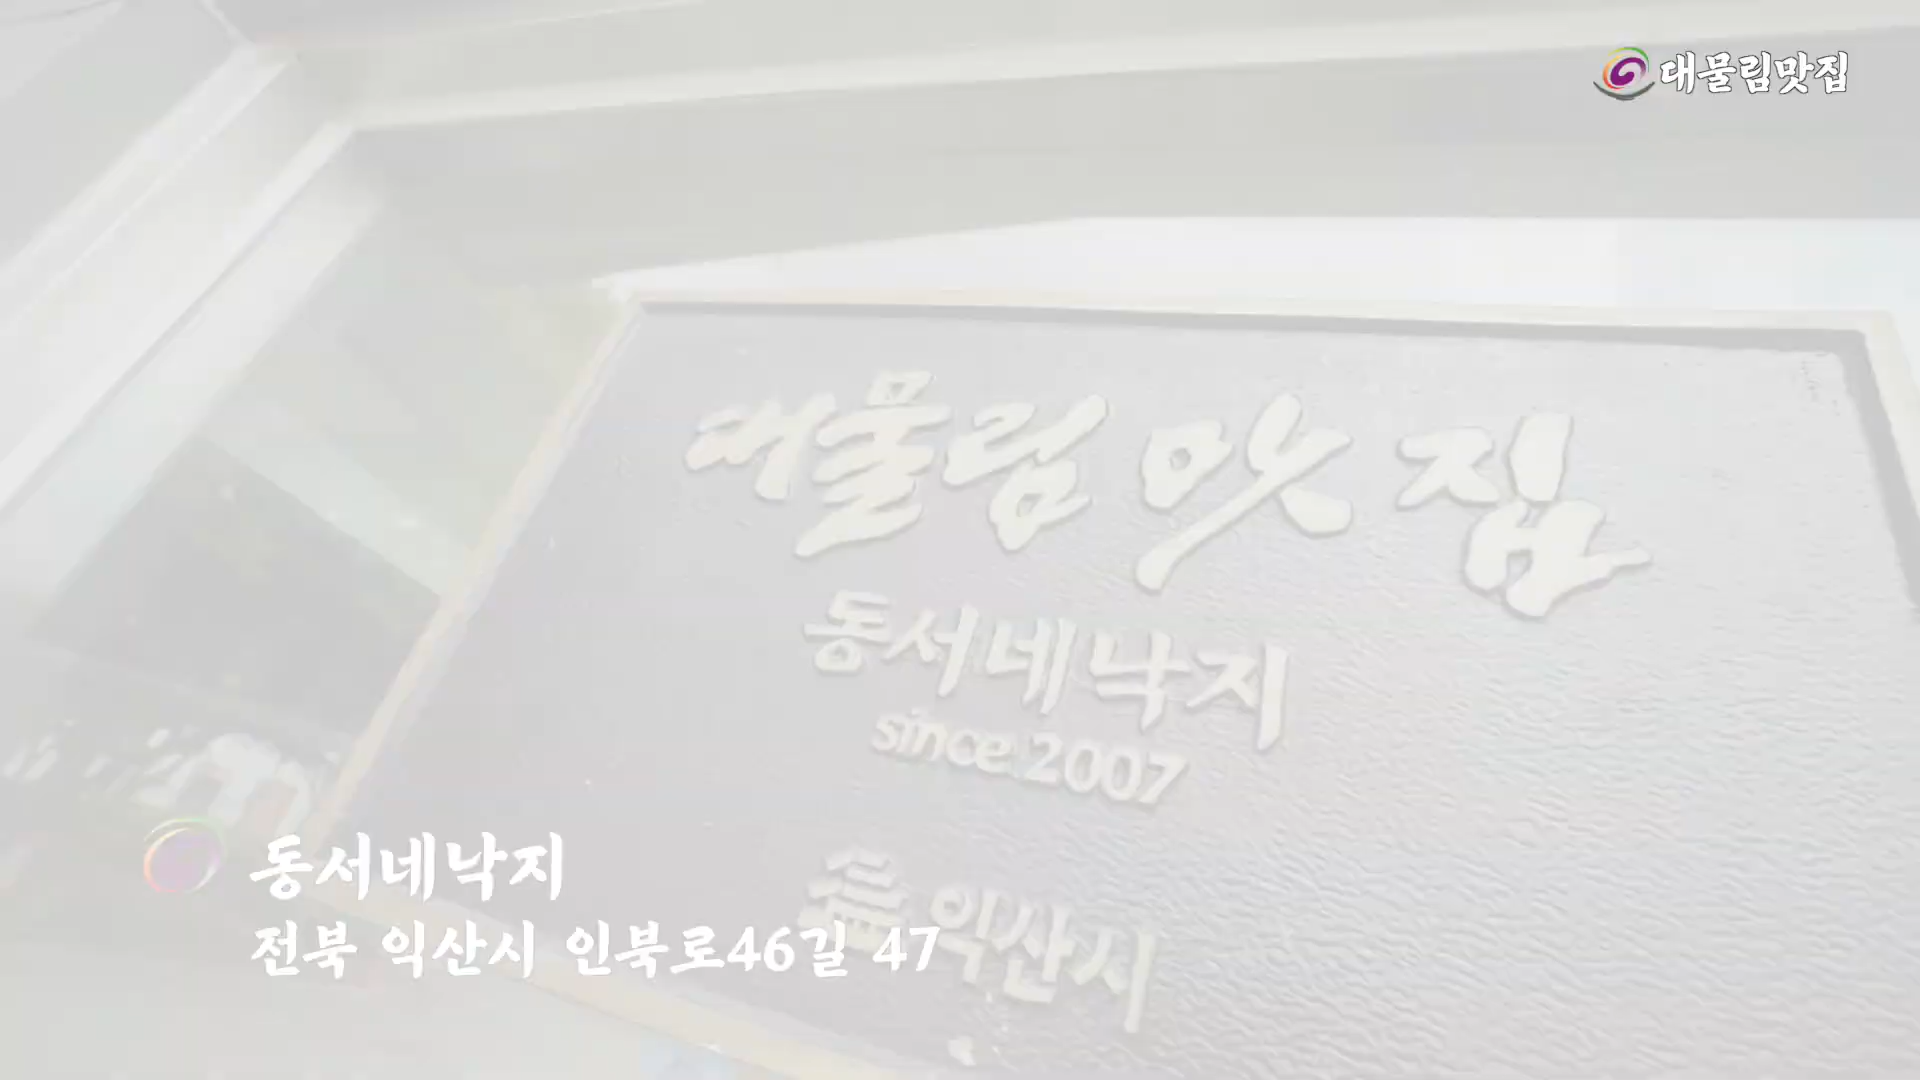 대물림맛집
대물림 맛집
동서네낙지
since 2007
익산시
동서네낙지
전북 익산시 인북로46길 47